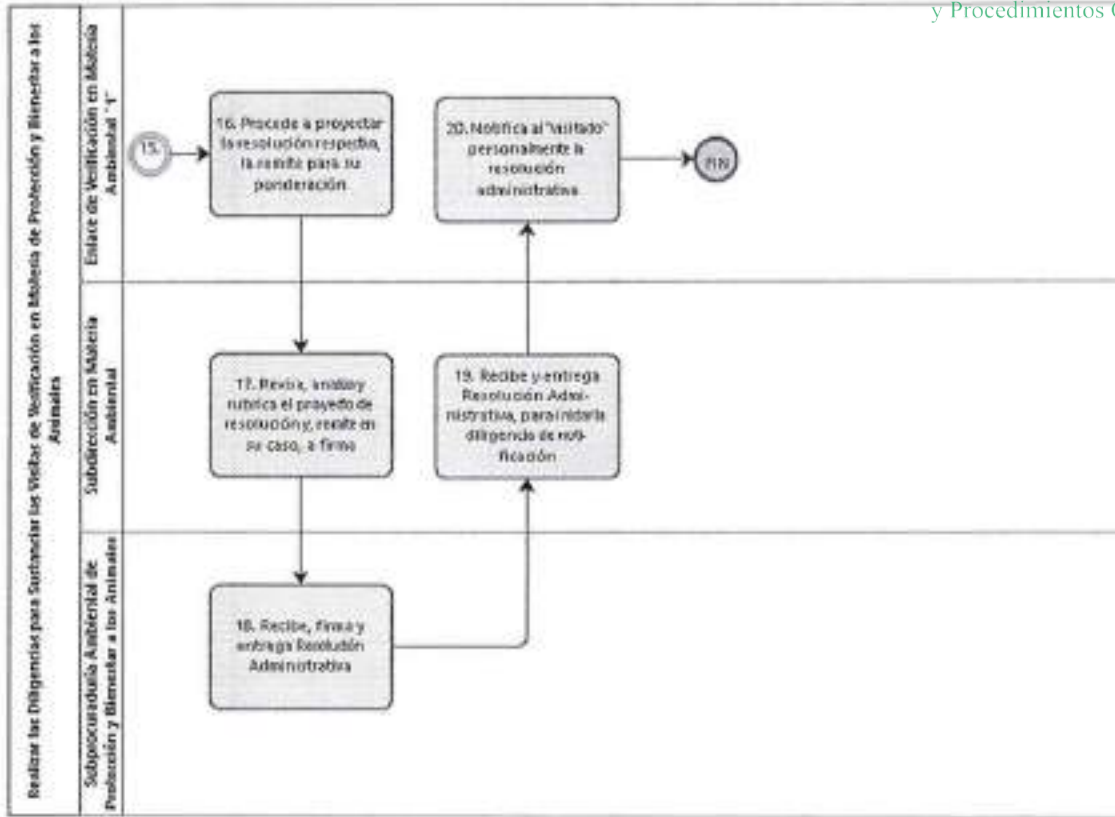 y Procedimientos
Realizar las Diligencias para Sustanciar las Visitas de Verificación en Materia de Protección y Bienestar a los
Animales
Enlace de Verificación en Materia
Ambiental "1"
15.
16. Procede a proyectar
la resolución respectiva,
la remite para su
ponderación
20. Notifica al "visitado"
personalmente la
resolución
administrativa
FIN
Subdirección en Materia
Ambiental
17. Revisa, analiza y
rubrica el proyecto de
resolución y, remite en
su caso, a firma
19. Recibe y entrega
Resolución Admi-
nistrativa, para iniciar la
diligencia de noti-
ficación
Subprocuraduría Ambiental de
Protección y Bienestar a los Animales
18. Recibe, firma y
entrega Resolución
Administrativa